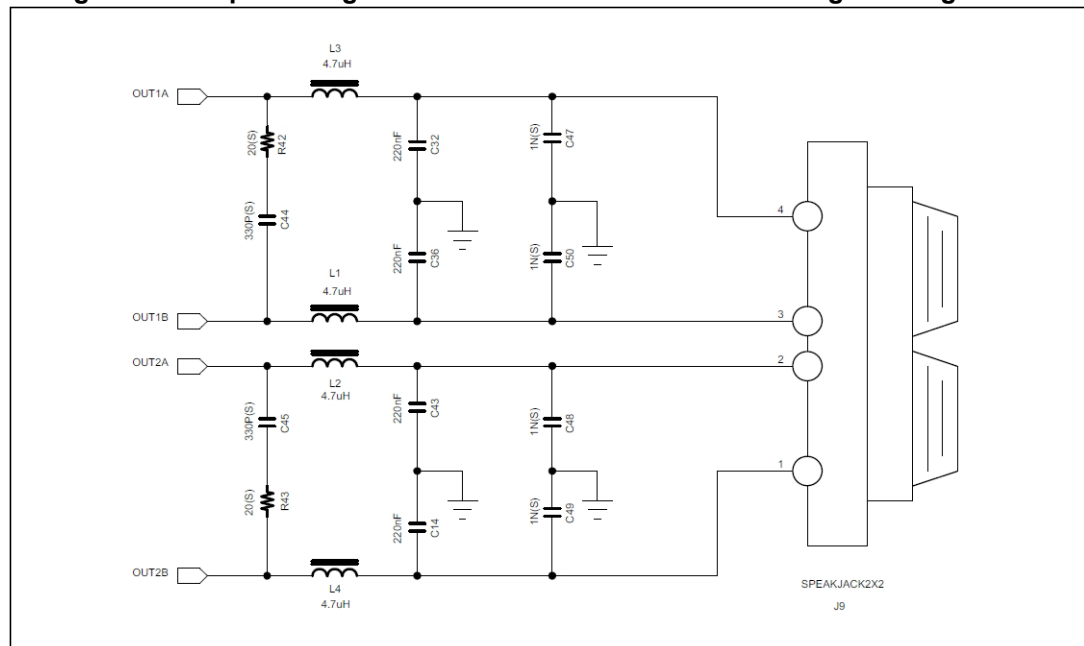 L3
4.7uH
OUT1A
20(S)
R42
220nF
C32
1N(S)
C47
4
330P(S)
C44
220nF
C36
1N(S)
C50
L1
4.7uH
OUT1B
3
OUT2A
2
L2
4.7uH
330P(S)
C45
220nF
C43
1N(S)
C48
1
20(S)
R43
220nF
C14
1N(S)
C49
OUT2B
L4
4.7uH
SPEAKJACK2X2
J9